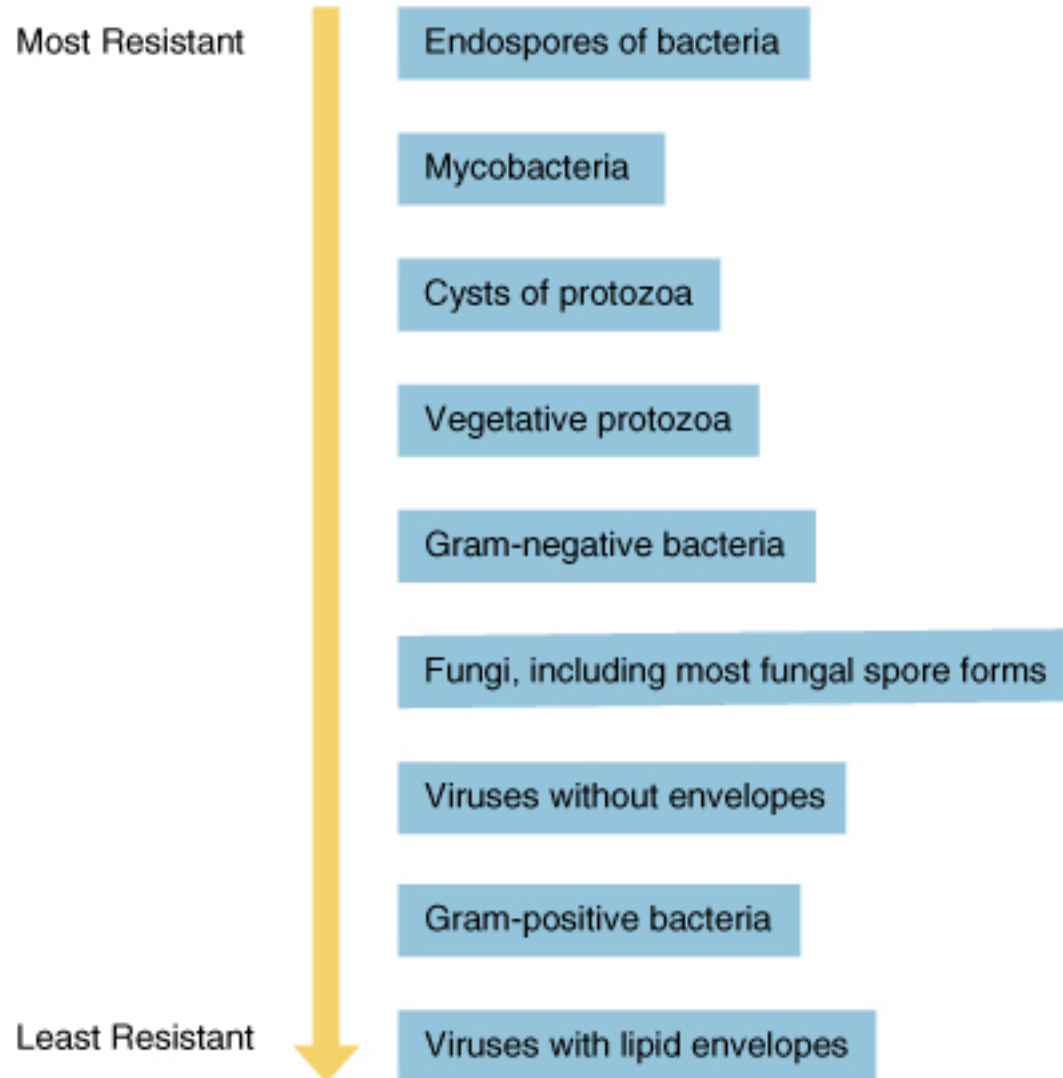 Most Resistant
Endospores of bacteria
Mycobacteria
Cysts of protozoa
Vegetative protozoa
Gram-negative bacteria
Fungi, including most fungal spore forms
Viruses without envelopes
Gram-positive bacteria
Least Resistant
Viruses with lipid envelopes